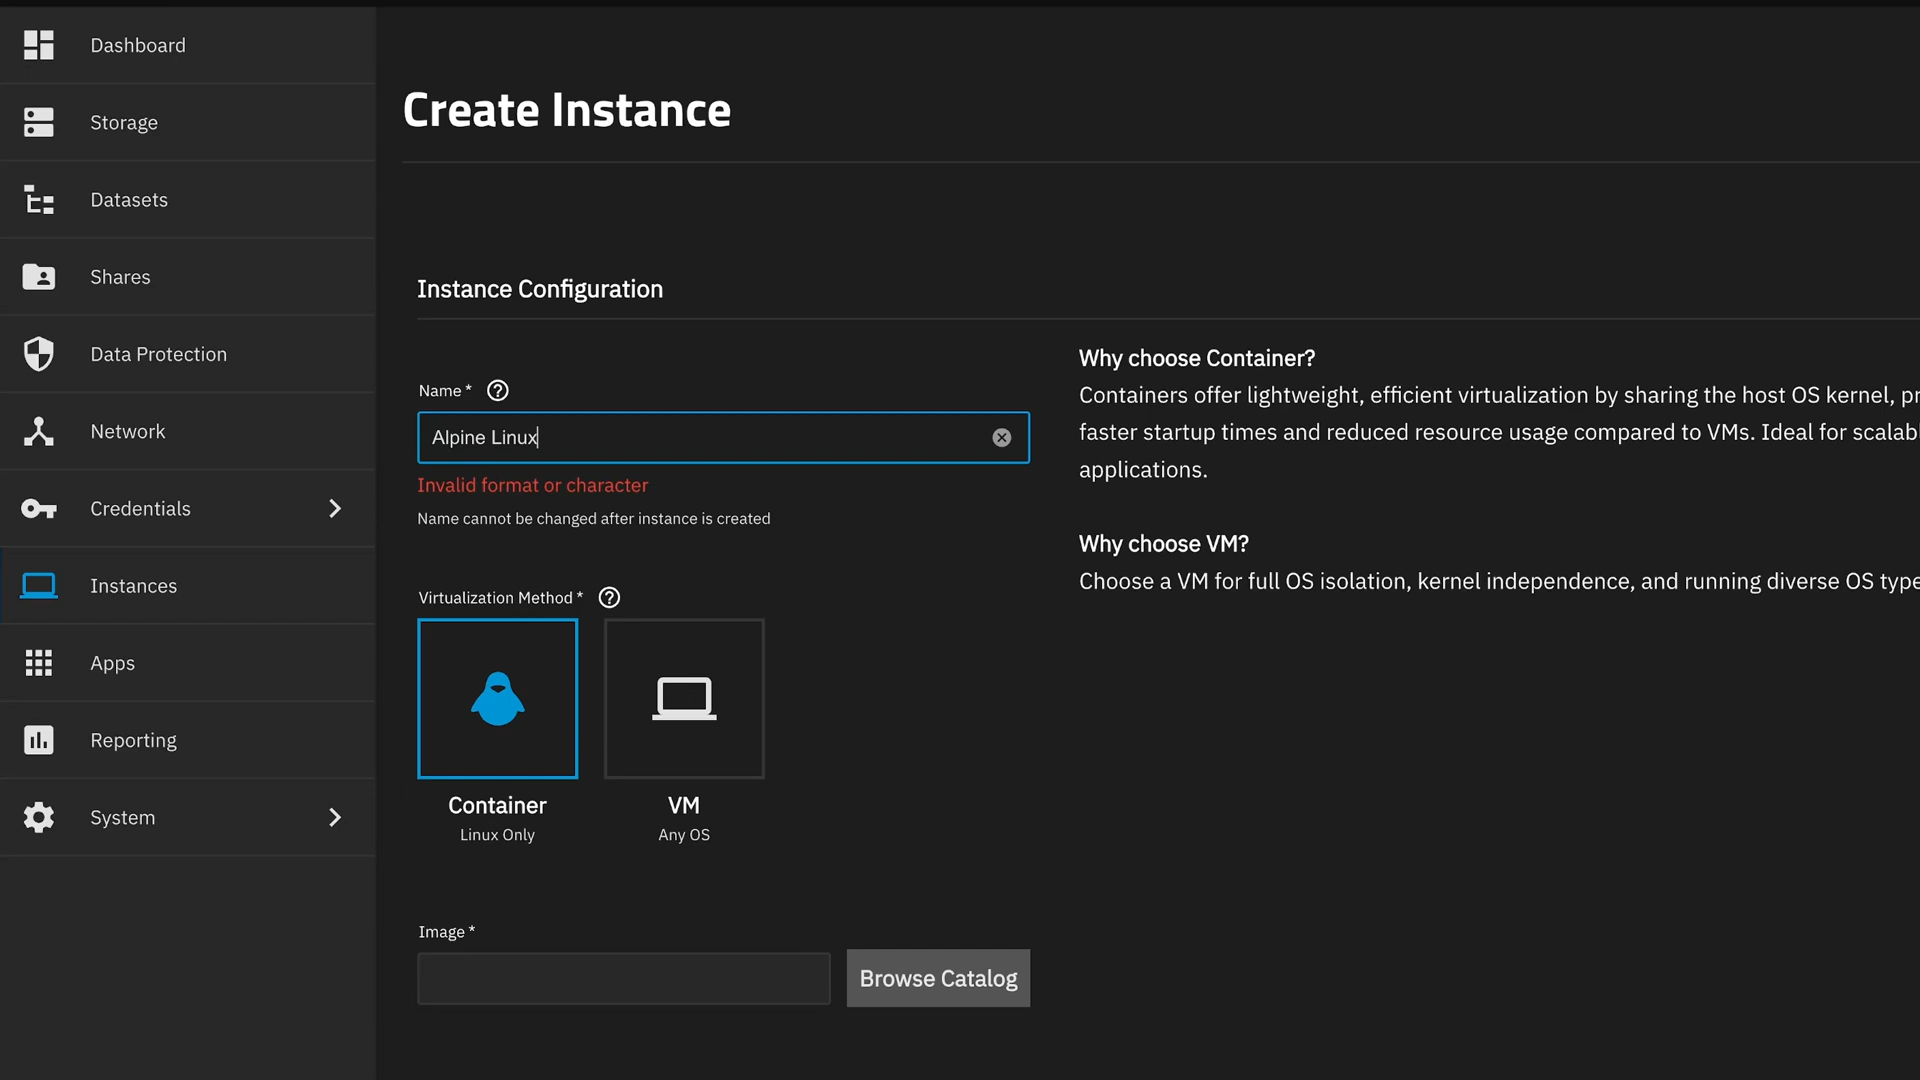 Dashboard
Storage
Datasets
Shares
Data Protection
Network
Credentials
Instances
Apps
Reporting
System
Create Instance
Instance Configuration
Name *
Alpine Linux
Invalid format or character
Name cannot be changed after instance is created
Virtualization Method *
Container
Linux Only
VM
Any OS
Image *
Browse Catalog
Why choose Container?
Containers offer lightweight, efficient virtualization by sharing the host OS kernel,
faster startup times and reduced resource usage compared to VMs. Ideal for
applications.
Why choose VM?
Choose a VM for full OS isolation, kernel independence, and running diverse OS